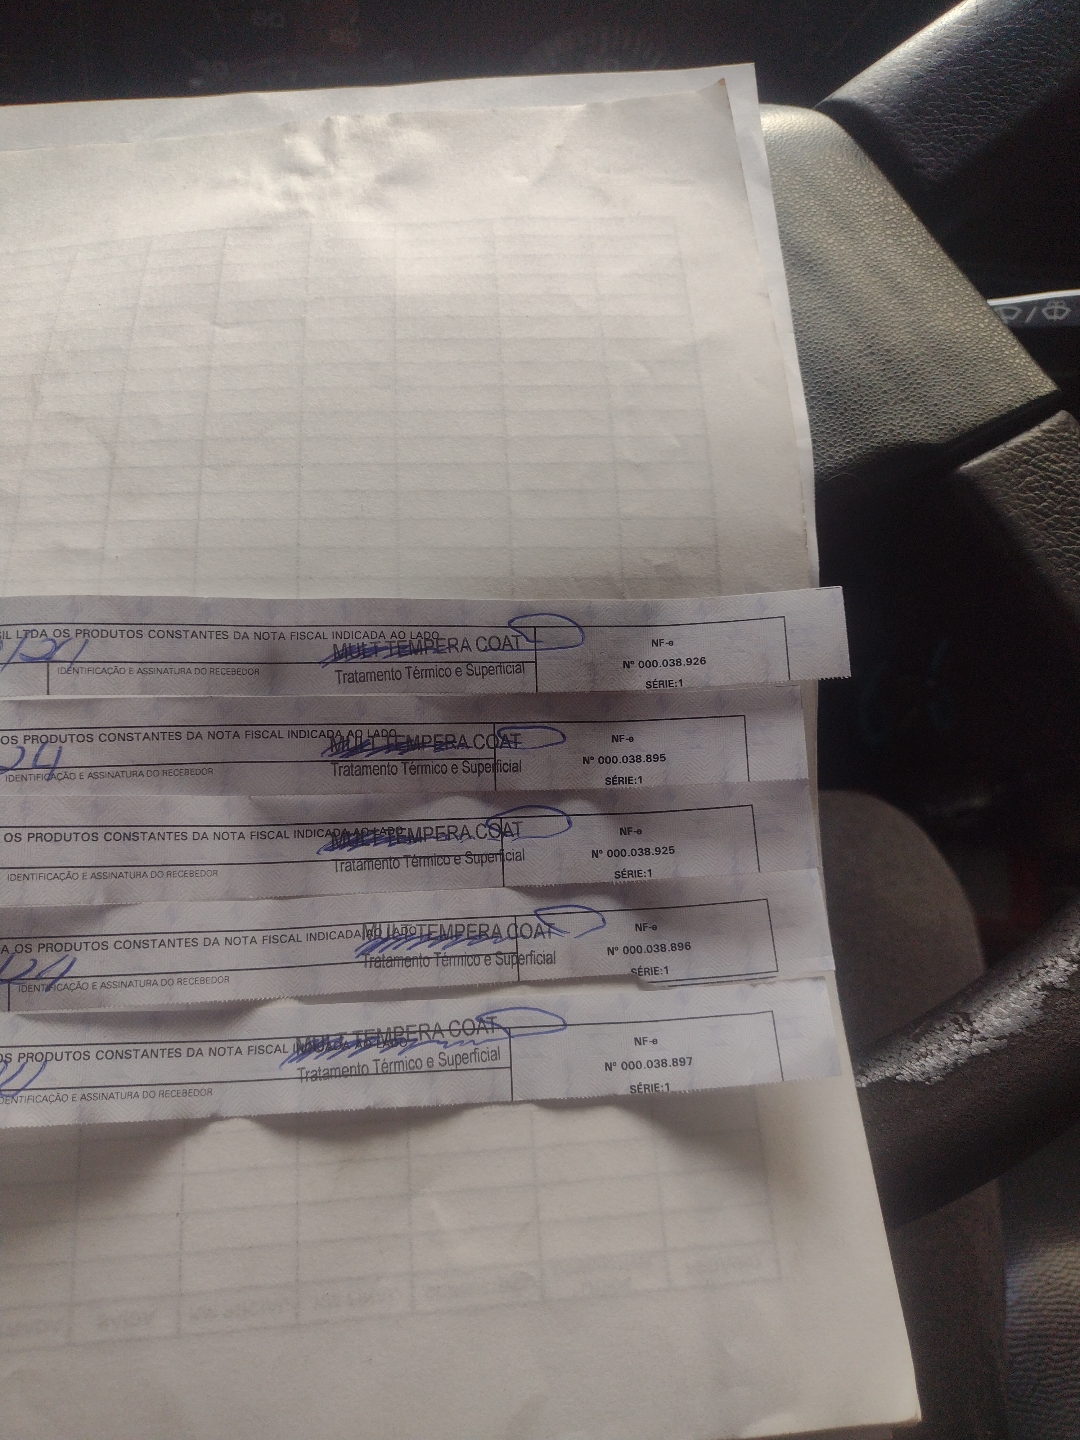 IL LTDA OS PRODUTOS CONSTANTES DA NOTA FISCAL INDICADA AO LADO
MULT TEMPERA COAT
Tratamento Térmico e Superficial
IDENTIFICAÇÃO E ASSINATURA DO RECEBEDOR
NF-e
Nº 000.038.926
SÉRIE:1
OS PRODUTOS CONSTANTES DA NOTA FISCAL INDICADA AO LADO
MULT TEMPERA COAT
Tratamento Térmico e Superficial
24
IDENTIFICAÇÃO E ASSINATURA DO RECEBEDOR
NF-e
Nº 000.038.895
SÉRIE:1
OS PRODUTOS CONSTANTES DA NOTA FISCAL INDICADA AO LADO
MULT TEMPERA COAT
Tratamento Térmico e Superficial
IDENTIFICAÇÃO E ASSINATURA DO RECEBEDOR
NF-e
Nº 000.038.925
SÉRIE:1
A OS PRODUTOS CONSTANTES DA NOTA FISCAL INDICADA AO LADO
MULT TEMPERA COAT
Tratamento Térmico e Superficial
24
IDENTIFICAÇÃO E ASSINATURA DO RECEBEDOR
NF-e
Nº 000.038.896
SÉRIE:1
OS PRODUTOS CONSTANTES DA NOTA FISCAL INDICADA AO LADO
MULT TEMPERA COAT
Tratamento Térmico e Superficial
IDENTIFICAÇÃO E ASSINATURA DO RECEBEDOR
NF-e
Nº 000.038.897
SÉRIE:1